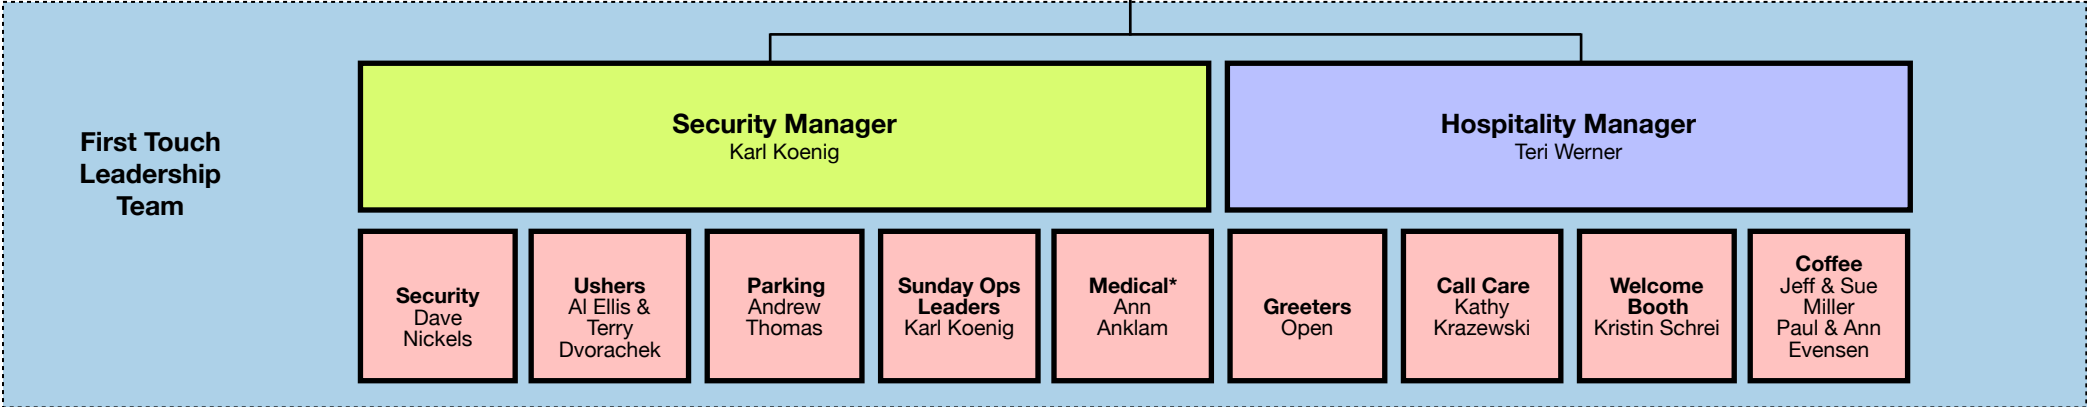 First Touch
Leadership
Team
Security Manager
Karl Koenig
Hospitality Manager
Teri Werner
Security
Dave
Nickels
Ushers
Al Ellis &
Terry
Dvorachek
Parking
Andrew
Thomas
Sunday Ops
Leaders
Karl Koenig
Medical*
Ann
Anklam
Greeters
Open
Call Care
Kathy
Krazewski
Welcome
Booth
Kristin Schrei
Coffee
Jeff & Sue
Miller
Paul & Ann
Evensen